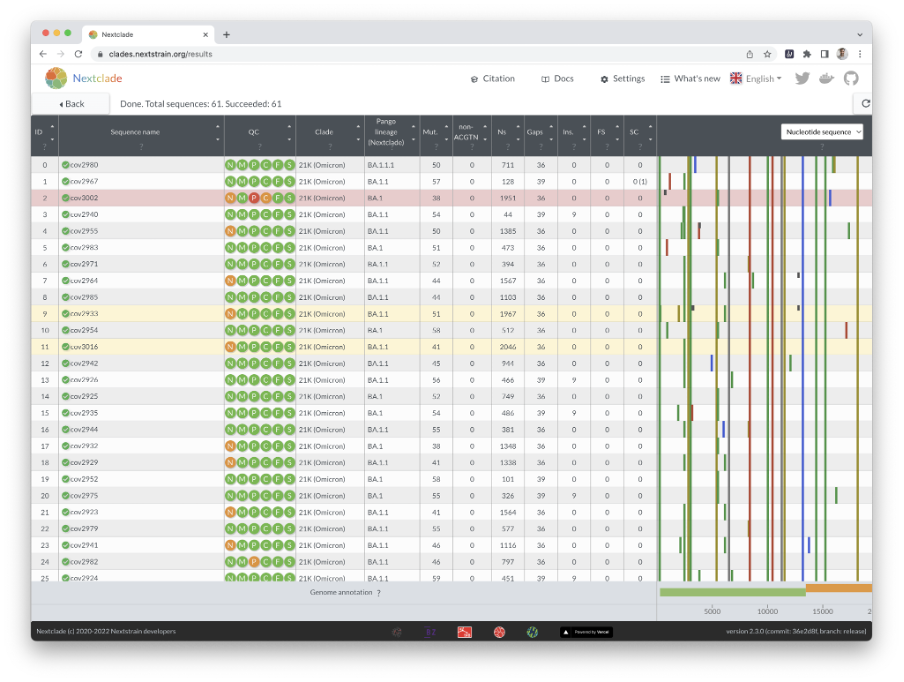 Nextclade
clades.nextstrain.org/results
Nextclade
Citation Docs Settings What's new English
Back Done. Total sequences: 61. Succeeded: 61
ID Sequence name QC Clade Pango lineage (Nextclade) Mut. non-ACGTN Ns Gaps Ins. FS SC Nucleotide sequence
? ? ? ? ? ? ? ? ? ? ? ? ?
0 cov2980 N M P C F S 21K (Omicron) BA.1.1.1 50 0 711 36 0 0 0
1 cov2967 N M P C F S 21K (Omicron) BA.1.1 57 0 128 39 0 0 0 (1)
2 cov3002 N M P C F S 21K (Omicron) BA.1 38 0 1951 36 0 0 0
3 cov2940 N M P C F S 21K (Omicron) BA.1.1 54 0 44 39 9 0 0
4 cov2955 N M P C F S 21K (Omicron) BA.1.1 50 0 1385 36 0 0 0
5 cov2983 N M P C F S 21K (Omicron) BA.1 51 0 473 36 0 0 0
6 cov2971 N M P C F S 21K (Omicron) BA.1.1 52 0 394 36 0 0 0
7 cov2964 N M P C F S 21K (Omicron) BA.1.1 44 0 1567 36 0 0 0
8 cov2985 N M P C F S 21K (Omicron) BA.1.1 44 0 1103 36 0 0 0
9 cov2933 N M P C F S 21K (Omicron) BA.1.1 51 0 1967 36 0 0 0
10 cov2954 N M P C F S 21K (Omicron) BA.1 58 0 512 36 0 0 0
11 cov3016 N M P C F S 21K (Omicron) BA.1.1 41 0 2046 36 0 0 0
12 cov2942 N M P C F S 21K (Omicron) BA.1.1 45 0 944 36 0 0 0
13 cov2926 N M P C F S 21K (Omicron) BA.1.1 56 0 466 39 9 0 0
14 cov2925 N M P C F S 21K (Omicron) BA.1 52 0 749 36 0 0 0
15 cov2935 N M P C F S 21K (Omicron) BA.1 54 0 486 39 9 0 0
16 cov2944 N M P C F S 21K (Omicron) BA.1.1 55 0 381 36 0 0 0
17 cov2932 N M P C F S 21K (Omicron) BA.1 38 0 1348 36 0 0 0
18 cov2929 N M P C F S 21K (Omicron) BA.1.1 41 0 1338 36 0 0 0
19 cov2952 N M P C F S 21K (Omicron) BA.1 58 0 101 39 0 0 0
20 cov2975 N M P C F S 21K (Omicron) BA.1.1 55 0 326 39 9 0 0
21 cov2923 N M P C F S 21K (Omicron) BA.1.1 41 0 1564 36 0 0 0
22 cov2979 N M P C F S 21K (Omicron) BA.1.1 55 0 577 36 0 0 0
23 cov2941 N M P C F S 21K (Omicron) BA.1.1 46 0 1116 36 0 0 0
24 cov2982 N M P C F S 21K (Omicron) BA.1.1 46 0 797 36 0 0 0
25 cov2924 N M P C F S 21K (Omicron) BA.1.1 59 0 451 39 9 0 0
Genome annotation ?
5000 10000 15000 2
Nextclade (c) 2020-2022 Nextstrain developers Powered by Vercel version 2.3.0 (commit: 36e2d8f, branch: release)